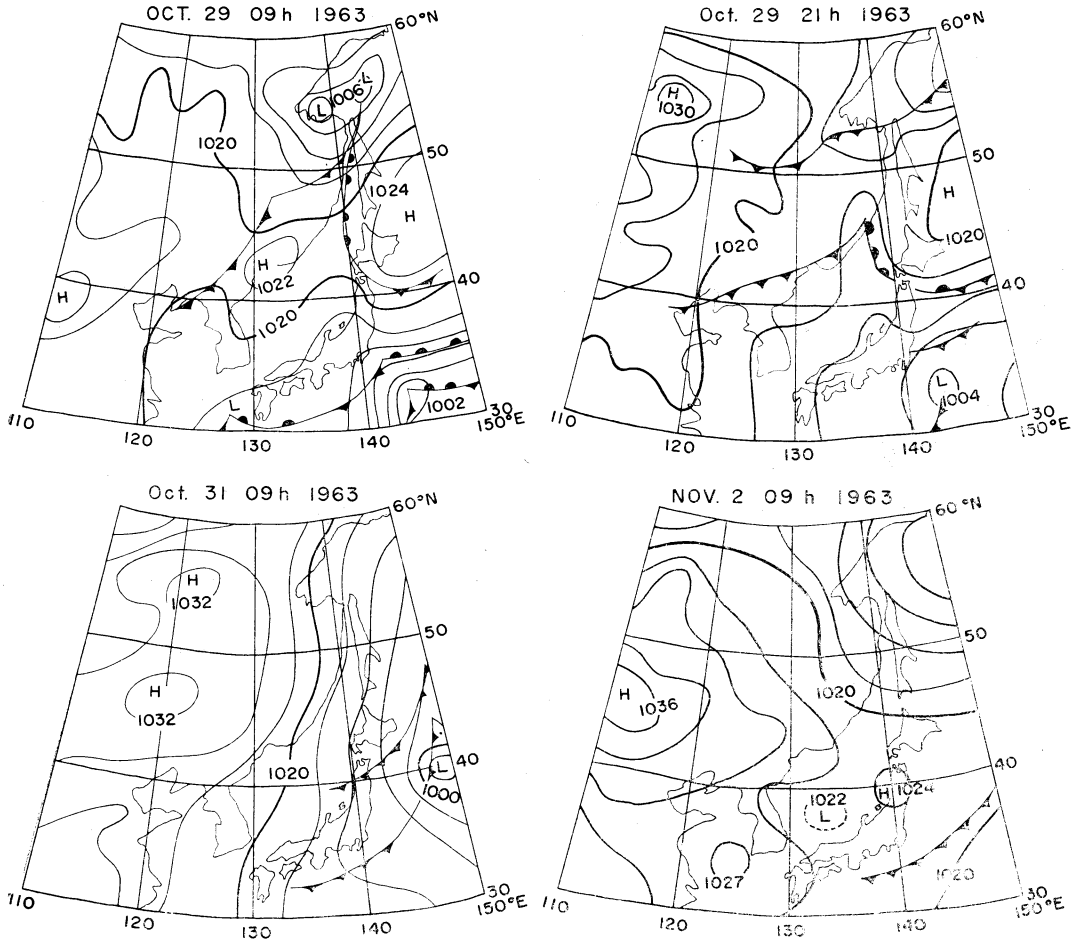 OCT. 29 09h 1963
60°N
L
1006
L
1020
50
1024
H
H
1022
H
40
1020
L
1002
30
110
120
130
140
150°E
Oct. 29 21h 1963
60°N
H
1030
50
H
1020
1020
40
L
1004
30
110
120
130
140
150°E
Oct. 31 09h 1963
60°N
H
1032
50
H
1032
1020
40
L
1000
30
110
120
130
140
150°E
NOV. 2 09h 1963
60°N
50
H
1036
1020
40
1022
L
H 1024
1027
1020
30
110
120
130
140
150°E